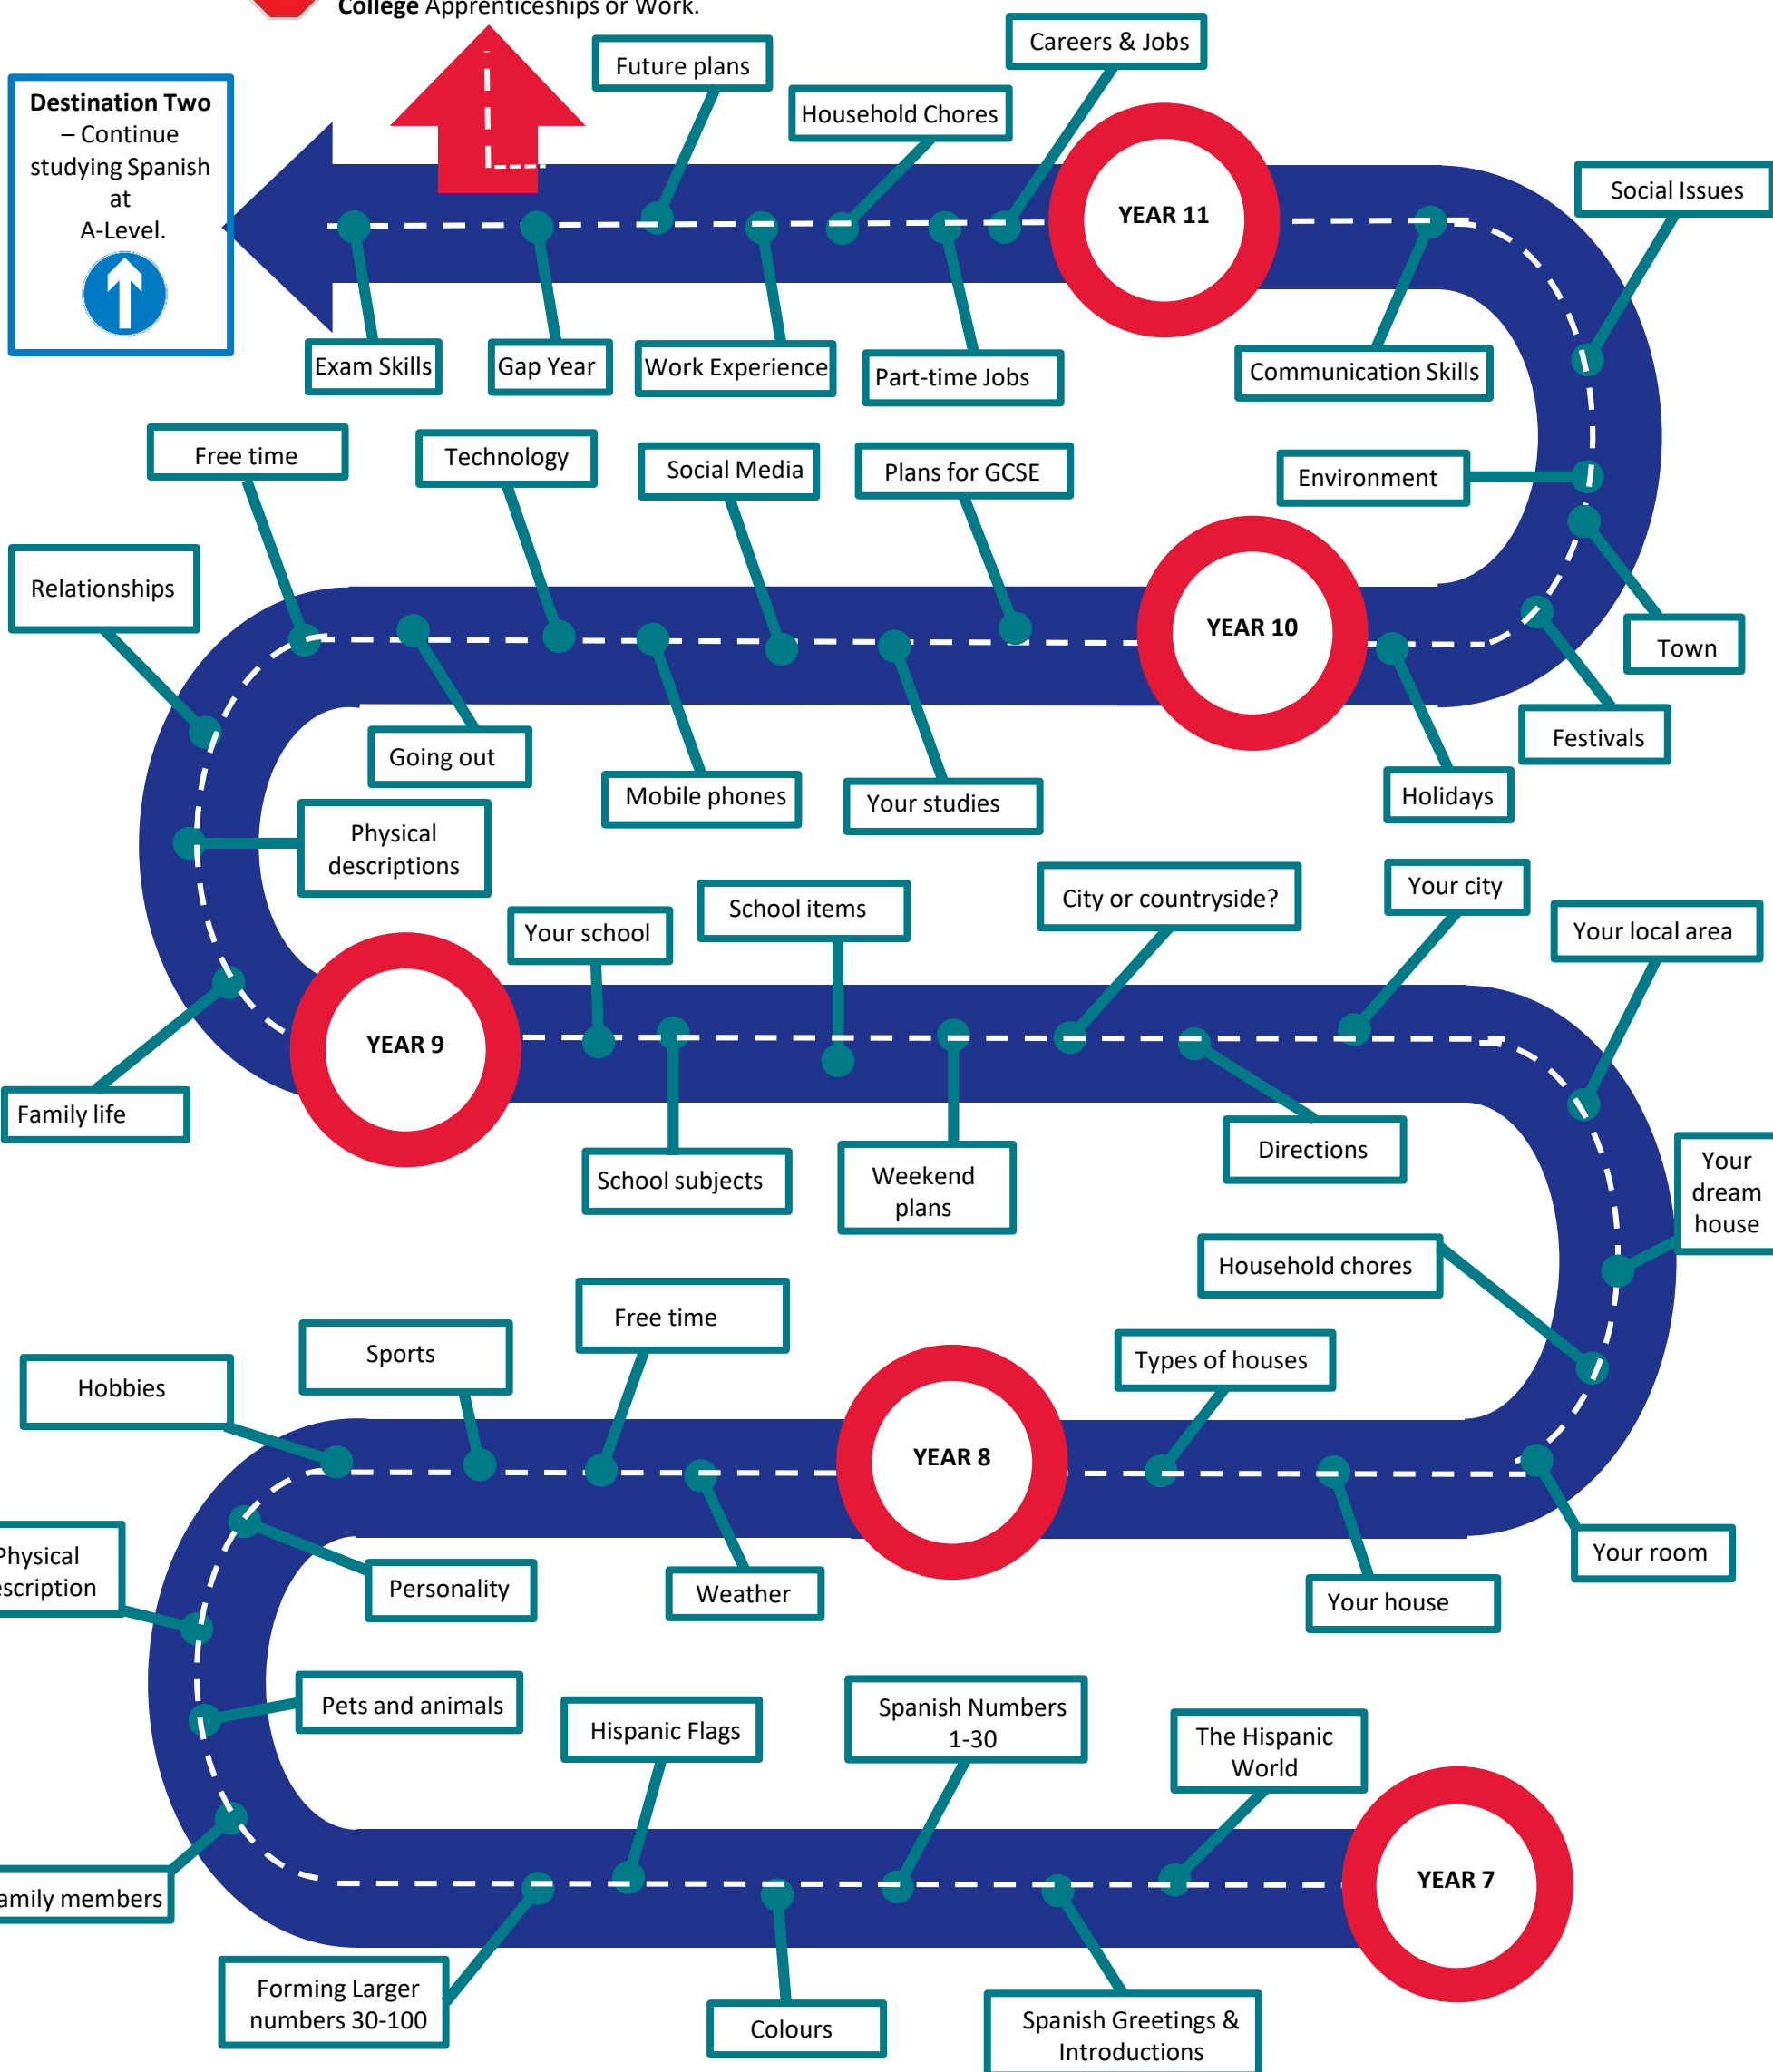 College Apprenticeships or Work.
Careers & Jobs
Future plans
Household Chores
Destination Two
– Continue
studying Spanish
at
A-Level.
YEAR 11
Social Issues
Exam Skills
Gap Year
Work Experience
Part-time Jobs
Communication Skills
Free time
Technology
Social Media
Plans for GCSE
Environment
Relationships
YEAR 10
Town
Going out
Mobile phones
Your studies
Holidays
Festivals
Physical
descriptions
Your school
School items
City or countryside?
Your city
Your local area
YEAR 9
Family life
School subjects
Weekend
plans
Directions
Your
dream
house
Household chores
Free time
Sports
Hobbies
Types of houses
YEAR 8
Physical
escription
Personality
Weather
Your house
Your room
Pets and animals
Hispanic Flags
Spanish Numbers
1-30
The Hispanic
World
YEAR 7
amily members
Forming Larger
numbers 30-100
Colours
Spanish Greetings &
Introductions